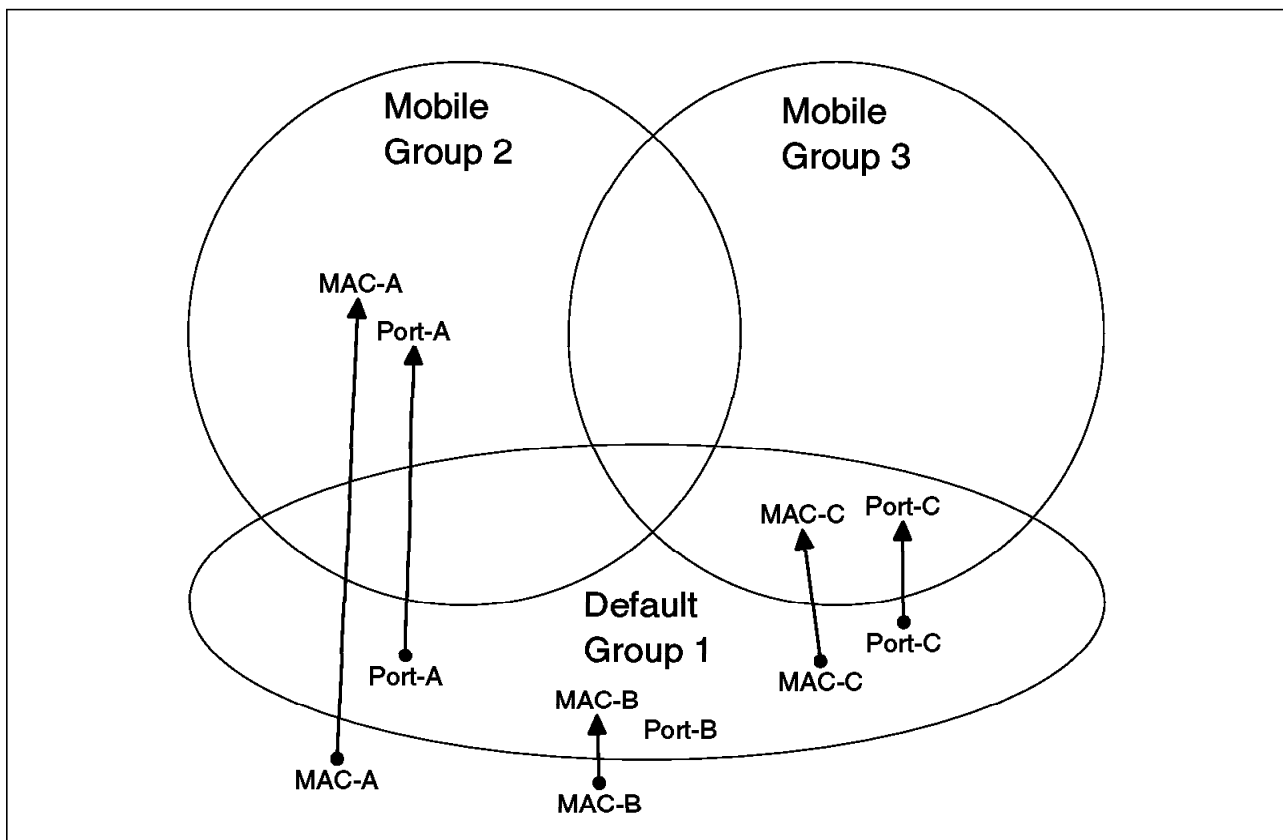 Mobile
Group 2
Mobile
Group 3
MAC-A
Port-A
MAC-C
Port-C
Default
Group 1
Port-A
Port-C
MAC-C
MAC-B
Port-B
MAC-A
MAC-B